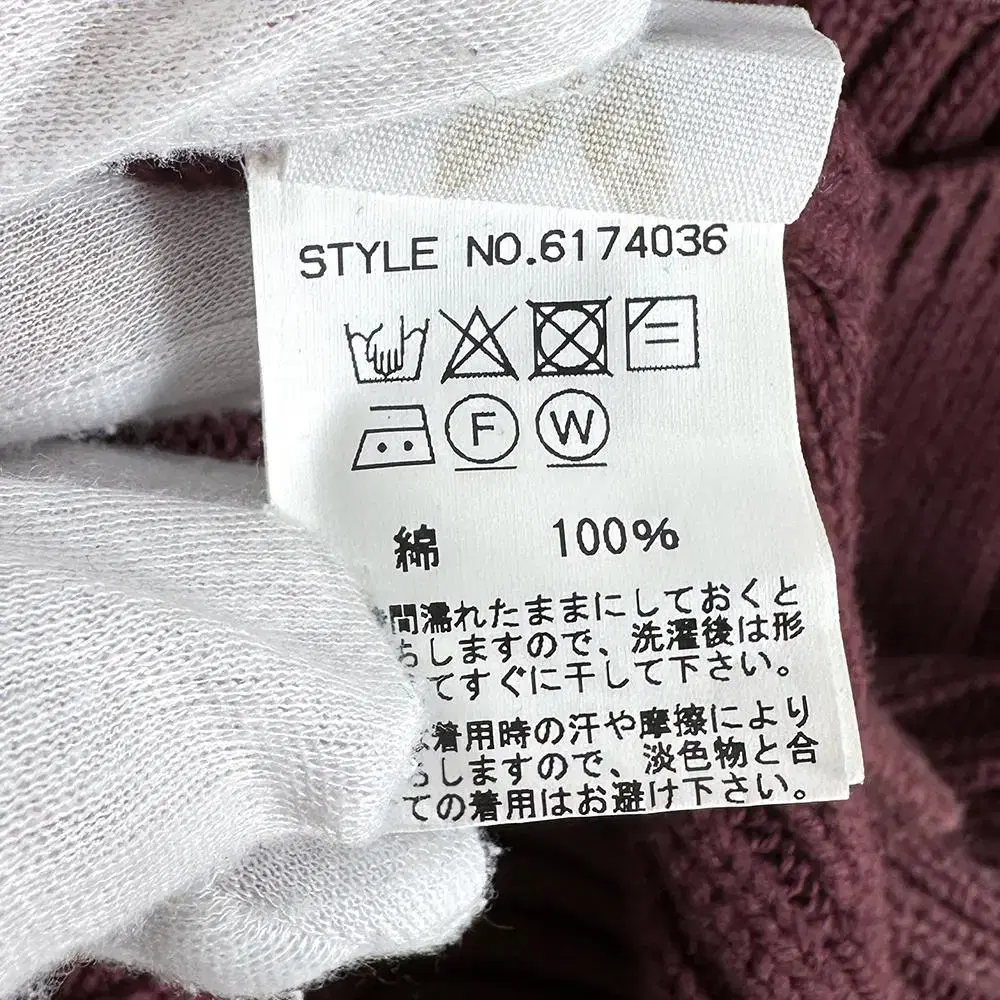 STYLE NO.6174036
F W
綿 100%
間濡れたままにしておくと
しますので、洗濯後は形
てすぐに干して下さい。
着用時の汗や摩擦により
しますので、淡色物と合
ての着用はお避け下さい。